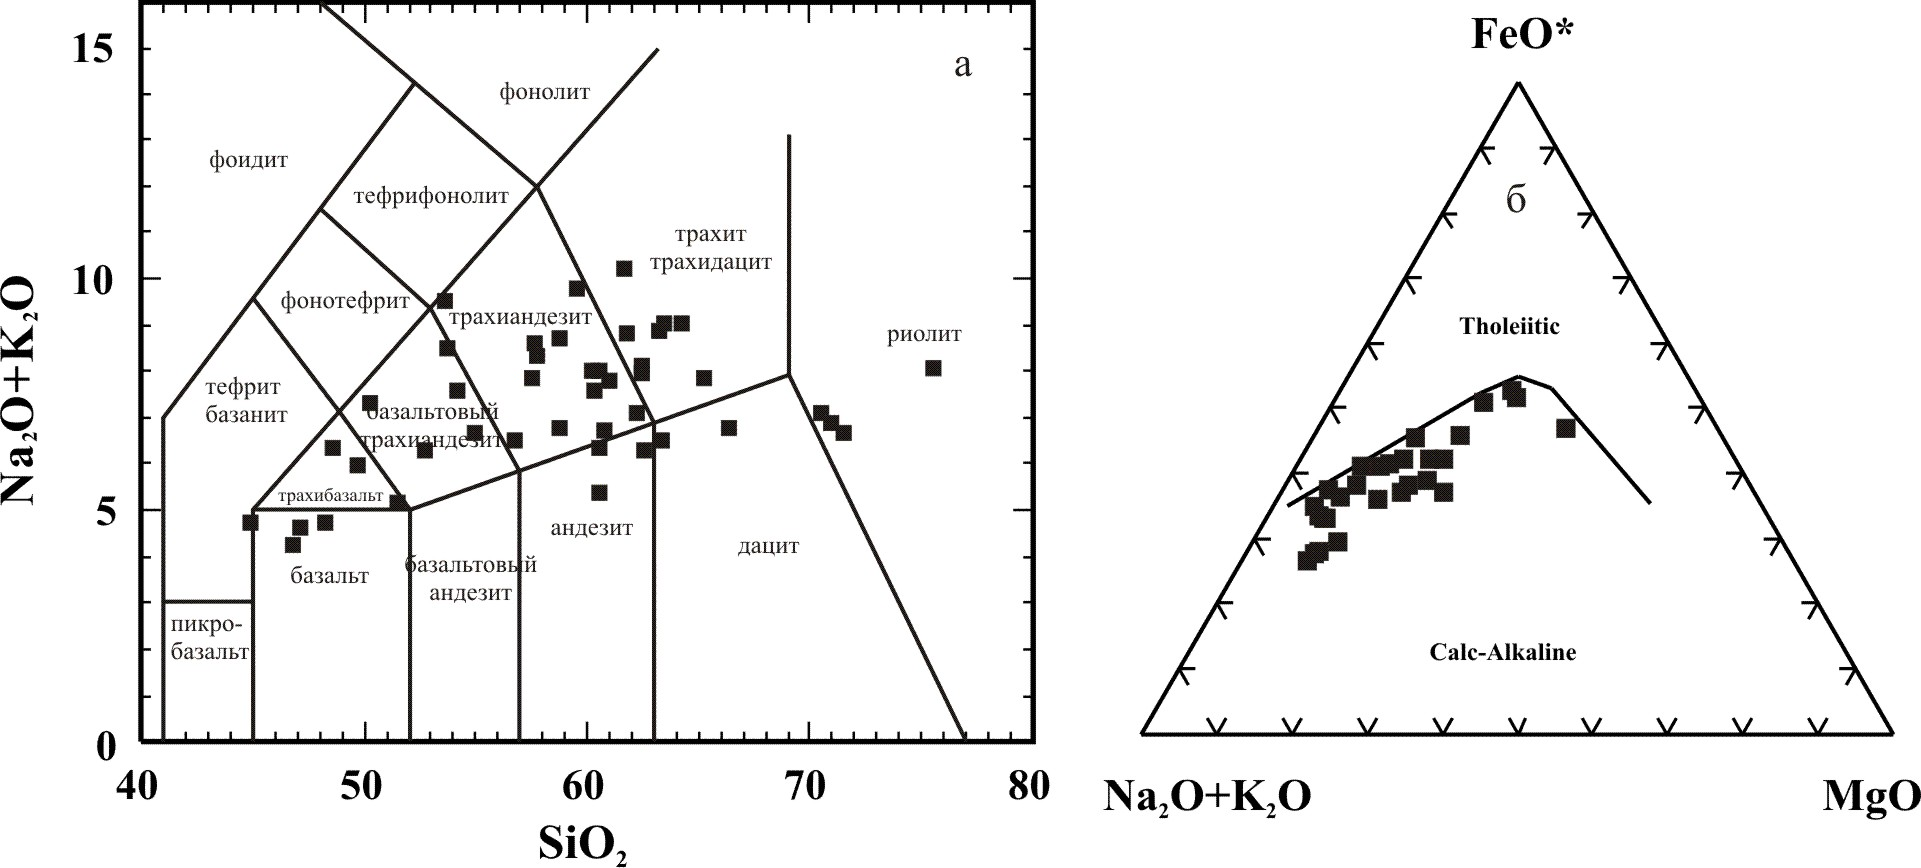 15
10
5
0
Na₂O+K₂O
40
50
60
70
80
SiO₂
а
фонолит
фоидит
тефрифонолит
трахит
трахидацит
фонотефрит
трахиандезит
риолит
тефрит
базанит
базальтовый
трахиандезит
трахибазальт
андезит
дацит
базальт
базальтовый
андезит
пикро-
базальт
FeO*
б
Tholeiitic
Calc-Alkaline
Na₂O+K₂O
MgO